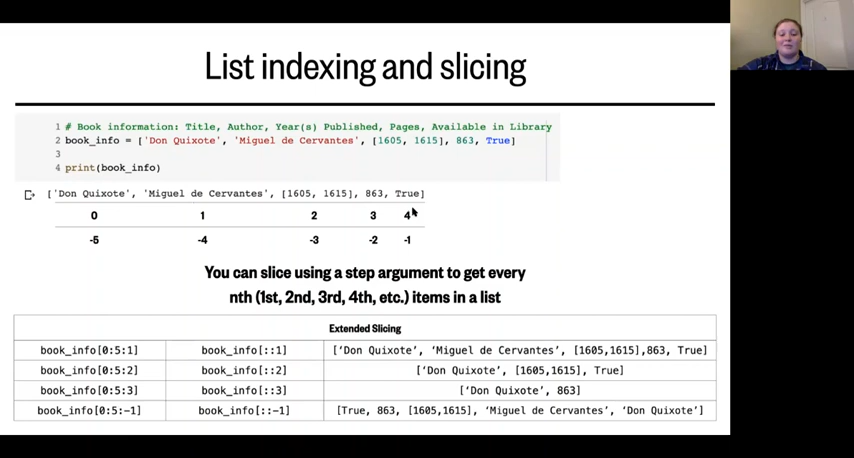 List indexing and slicing
1 # Book information: Title, Author, Year(s) Published, Pages, Available in Library
2 book_info = ['Don Quixote', 'Miguel de Cervantes', [1605, 1615], 863, True]
3
4 print(book_info)
['Don Quixote', 'Miguel de Cervantes', [1605, 1615], 863, True]
0 1 2 3 4
-5 -4 -3 -2 -1
You can slice using a step argument to get every
nth (1st, 2nd, 3rd, 4th, etc.) items in a list
Extended Slicing
book_info[0:5:1] book_info[::1] [‘Don Quixote’, ‘Miguel de Cervantes’, [1605,1615],863, True]
book_info[0:5:2] book_info[::2] [‘Don Quixote’, [1605,1615], True]
book_info[0:5:3] book_info[::3] [‘Don Quixote’, 863]
book_info[0:5:-1] book_info[::-1] [True, 863, [1605,1615], ‘Miguel de Cervantes’, ‘Don Quixote’]